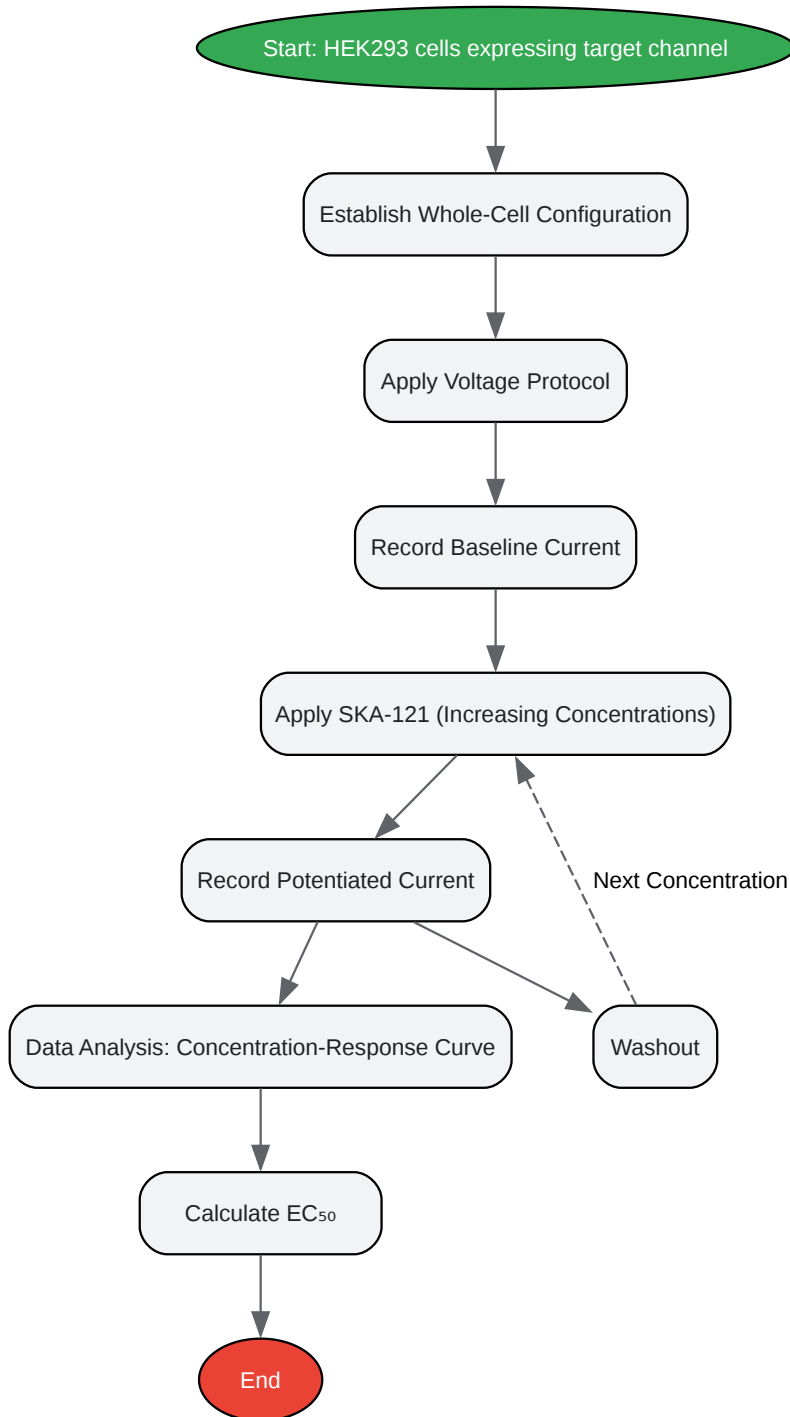 Start: HEK293 cells expressing target channel
Establish Whole-Cell Configuration
Apply Voltage Protocol
Record Baseline Current
Apply SKA-121 (Increasing Concentrations)
Record Potentiated Current
Next Concentration
Data Analysis: Concentration-Response Curve
Washout
Calculate EC₅₀
End